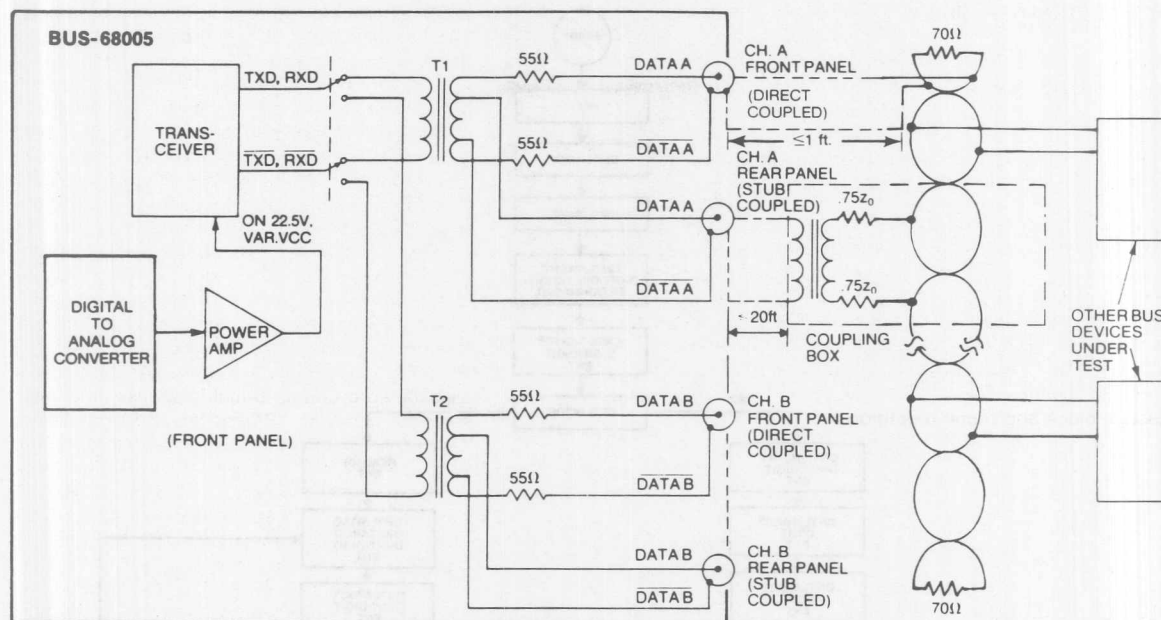 BUS-68005
TRANS-
CEIVER
TXD, RXD
TXD, RXD
ON 22.5V,
VAR.VCC
DIGITAL
TO
ANALOG
CONVERTER
POWER
AMP
(FRONT PANEL)
T1
55Ω
55Ω
DATA A
DATA A
DATA A
DATA A
CH. A
FRONT PANEL
(DIRECT
COUPLED)
≤1 ft.
CH. A
REAR PANEL
(STUB
COUPLED)
20ft
.75z₀
.75z₀
COUPLING
BOX
70Ω
OTHER BUS
DEVICES
UNDER
TEST
T2
55Ω
55Ω
DATA B
DATA B
CH. B
FRONT PANEL
(DIRECT
COUPLED)
DATA B
DATA B
CH. B
REAR PANEL
(STUB
COUPLED)
70Ω